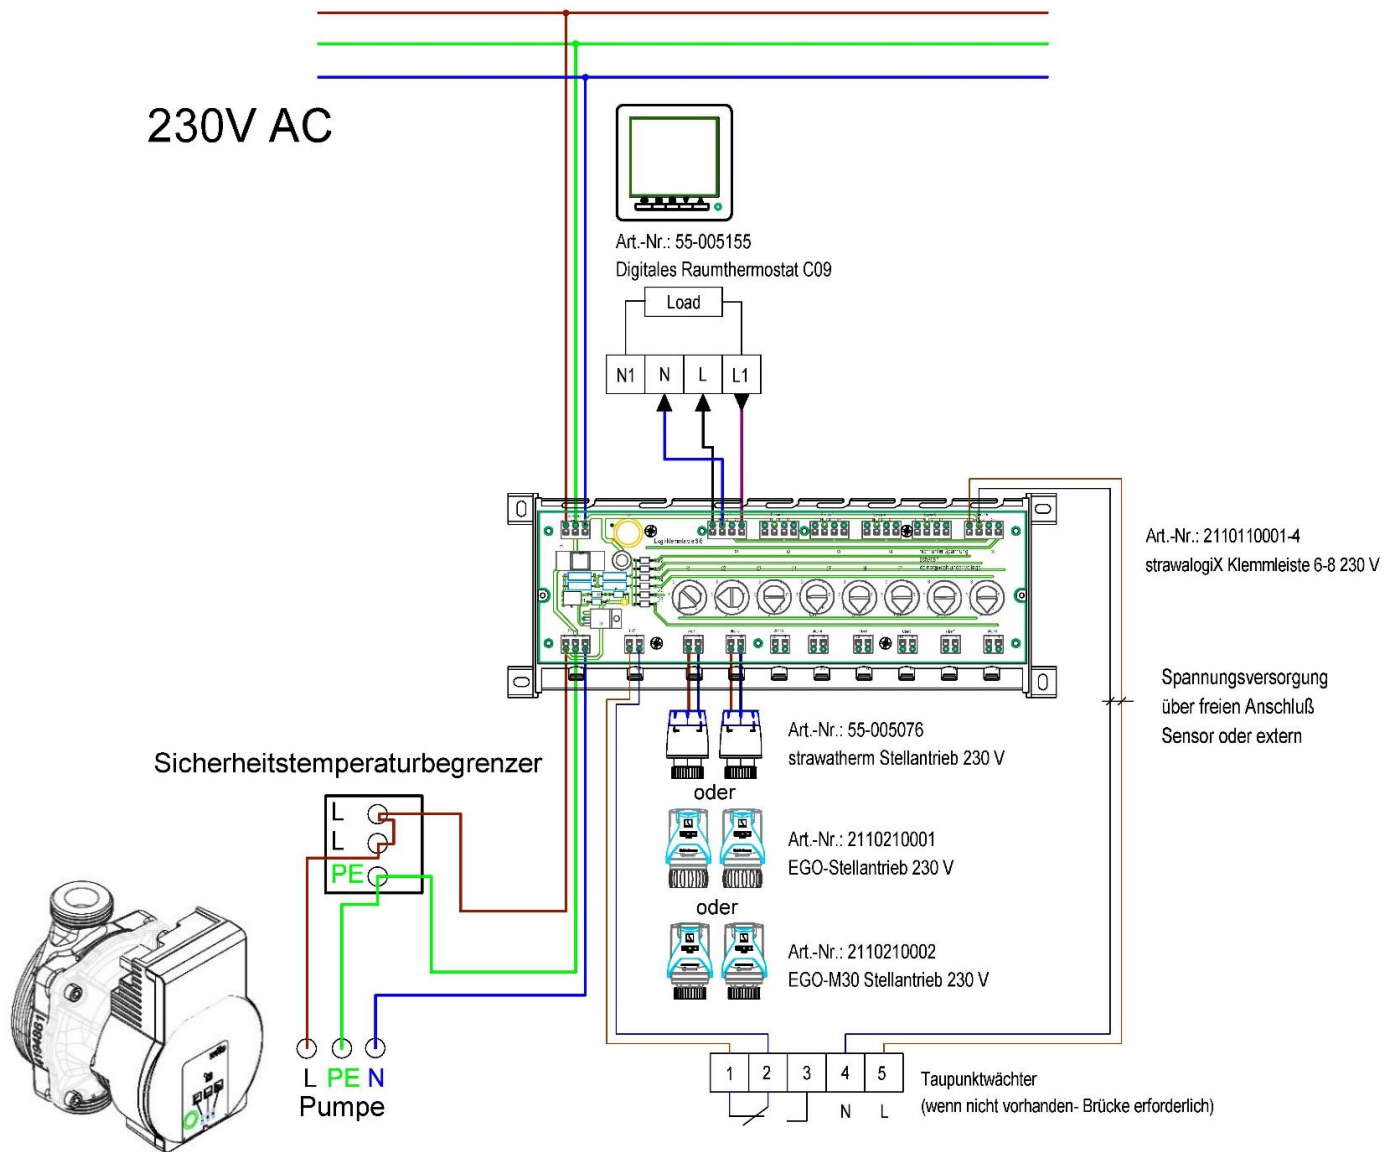 230V AC
Art.-Nr.: 55-005155
Digitales Raumthermostat C09
Load
N1 N L L1
Art.-Nr.: 2110110001-4
strawalogiX Klemmleiste 6-8 230 V
Spannungsversorgung
über freien Anschluß
Sensor oder extern
Art.-Nr.: 55-005076
strawatherm Stellantrieb 230 V
oder
Sicherheitstemperaturbegrenzer
L
L
PE
Art.-Nr.: 2110210001
EGO-Stellantrieb 230 V
oder
Art.-Nr.: 2110210002
EGO-M30 Stellantrieb 230 V
L PE N
Pumpe
1 2 3 4 5
N L
Taupunktwächter
(wenn nicht vorhanden- Brücke erforderlich)